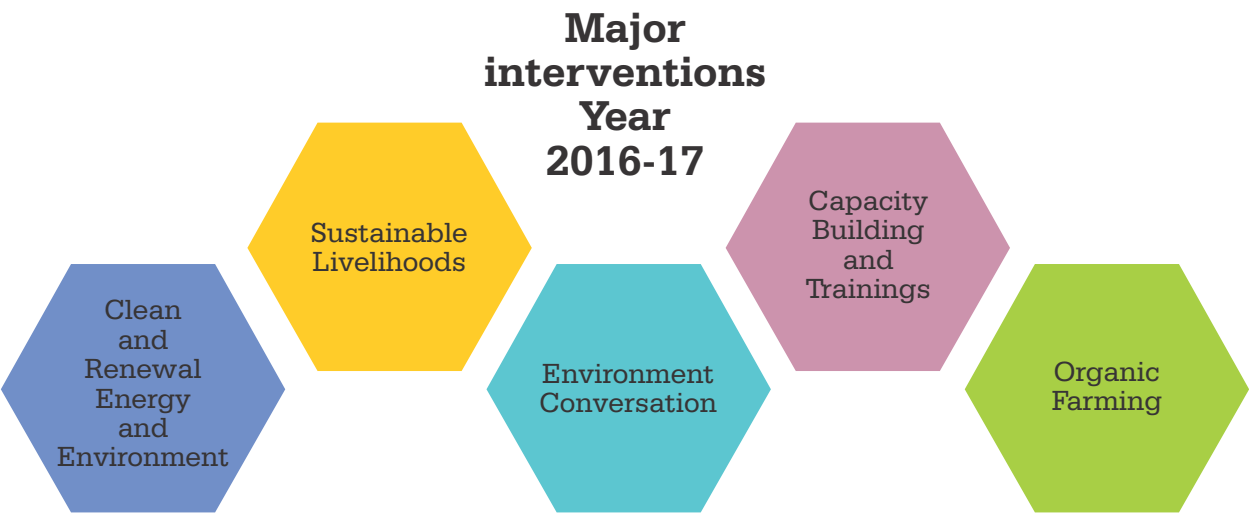 Major
interventions
Year
2016-17
Clean
and
Renewal
Energy
and
Environment
Sustainable
Livelihoods
Environment
Conversation
Capacity
Building
and
Trainings
Organic
Farming